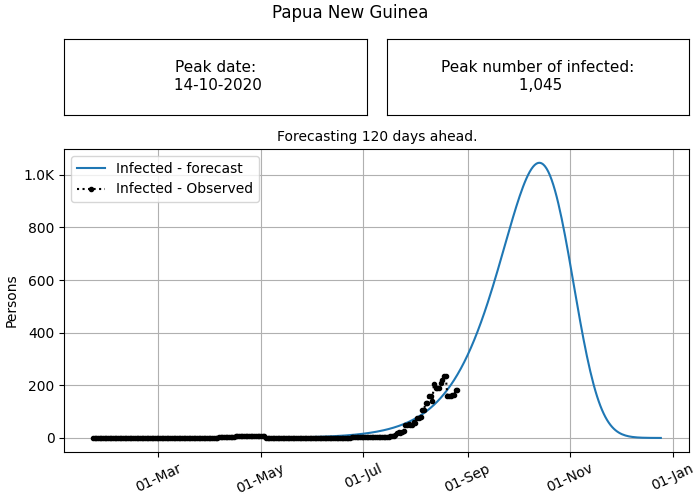 Papua New Guinea
Peak date:
14-10-2020
Peak number of infected:
1,045
Forecasting 120 days ahead.
Infected - forecast
Infected - Observed
1.0K
800
600
400
200
0
Persons
01-Mar
01-May
01-Jul
01-Sep
01-Nov
01-Jan